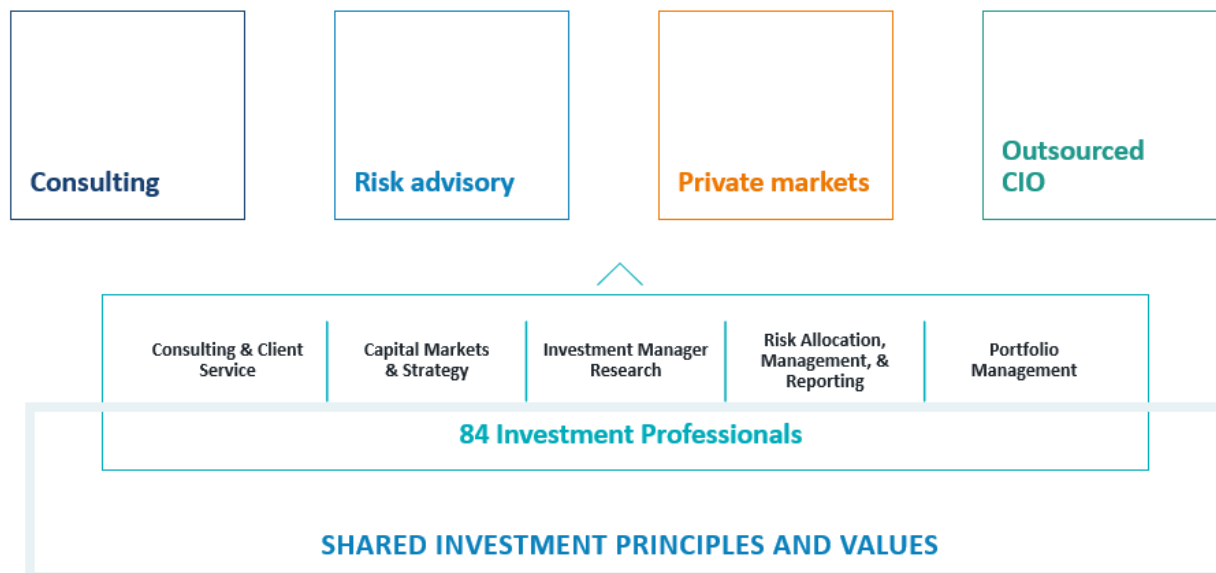 Consulting
Risk advisory
Private markets
Outsourced
CIO
Consulting & Client
Service
Capital Markets
& Strategy
Investment Manager
Research
Risk Allocation,
Management, &
Reporting
Portfolio
Management
84 Investment Professionals
SHARED INVESTMENT PRINCIPLES AND VALUES